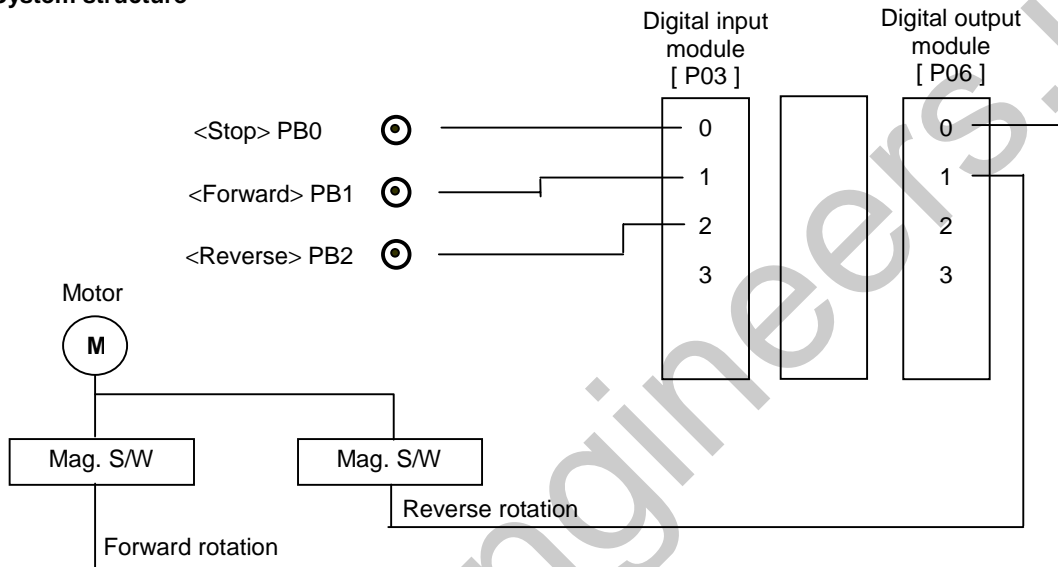 System structure
Digital input
module
[ P03 ]
Digital output
module
[ P06 ]
<Stop> PB0
<Forward> PB1
<Reverse> PB2
0
1
2
3
0
1
2
3
Motor
M
Mag. S/W
Mag. S/W
Reverse rotation
Forward rotation
ngineers.